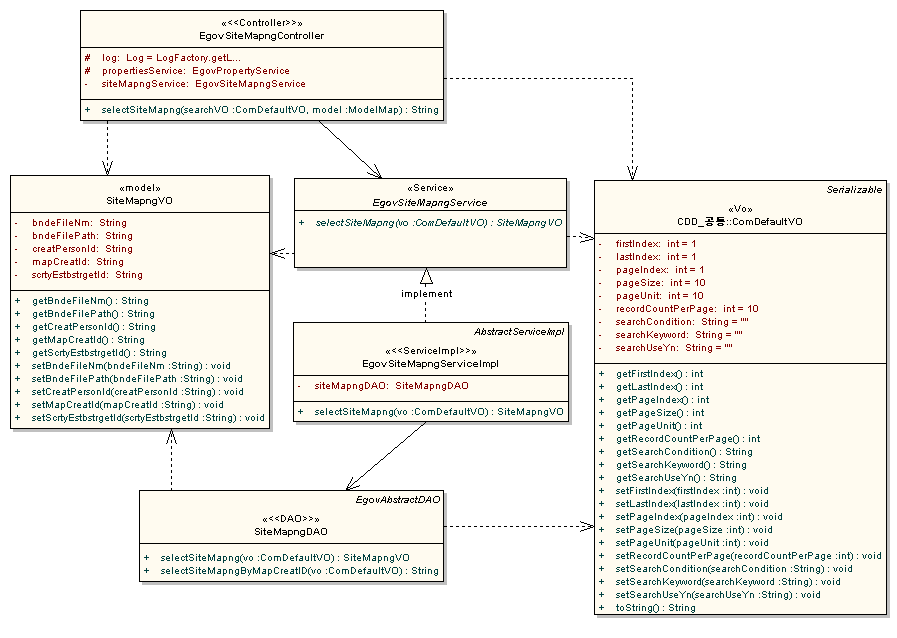 «<<Controller>>»
EgovSiteMapngController
# log: Log = LogFactory.getL...
# propertiesService: EgovPropertyService
- siteMapngService: EgovSiteMapngService
+ selectSiteMapng(searchVO :ComDefaultVO, model :ModelMap) : String
«model»
SiteMapngVO
- bndeFileNm: String
- bndeFilePath: String
- creatPersonId: String
- mapCreatId: String
- scrtyEstbstrgetId: String
+ getBndeFileNm() : String
+ getBndeFilePath() : String
+ getCreatPersonId() : String
+ getMapCreatId() : String
+ getScrtyEstbstrgetId() : String
+ setBndeFileNm(bndeFileNm :String) : void
+ setBndeFilePath(bndeFilePath :String) : void
+ setCreatPersonId(creatPersonId :String) : void
+ setMapCreatId(mapCreatId :String) : void
+ setScrtyEstbstrgetId(scrtyEstbstrgetId :String) : void
«Service»
EgovSiteMapngService
+ selectSiteMapng(vo :ComDefaultVO) : SiteMapngVO
implement
AbstractServiceImpl
«<<ServiceImpl>>»
EgovSiteMapngServiceImpl
- siteMapngDAO: SiteMapngDAO
+ selectSiteMapng(vo :ComDefaultVO) : SiteMapngVO
EgovAbstractDAO
«<<DAO>>»
SiteMapngDAO
+ selectSiteMapng(vo :ComDefaultVO) : SiteMapngVO
+ selectSiteMapngByMapCreatID(vo :ComDefaultVO) : String
Serializable
«Vo»
CDD_공통::ComDefaultVO
- firstIndex: int = 1
- lastIndex: int = 1
- pageIndex: int = 1
- pageSize: int = 10
- pageUnit: int = 10
- recordCountPerPage: int = 10
- searchCondition: String = ""
- searchKeyword: String = ""
- searchUseYn: String = ""
+ getFirstIndex() : int
+ getLastIndex() : int
+ getPageIndex() : int
+ getPageSize() : int
+ getPageUnit() : int
+ getRecordCountPerPage() : int
+ getSearchCondition() : String
+ getSearchKeyword() : String
+ getSearchUseYn() : String
+ setFirstIndex(firstIndex :int) : void
+ setLastIndex(lastIndex :int) : void
+ setPageIndex(pageIndex :int) : void
+ setPageSize(pageSize :int) : void
+ setPageUnit(pageUnit :int) : void
+ setRecordCountPerPage(recordCountPerPage :int) : void
+ setSearchCondition(searchCondition :String) : void
+ setSearchKeyword(searchKeyword :String) : void
+ setSearchUseYn(searchUseYn :String) : void
+ toString() : String